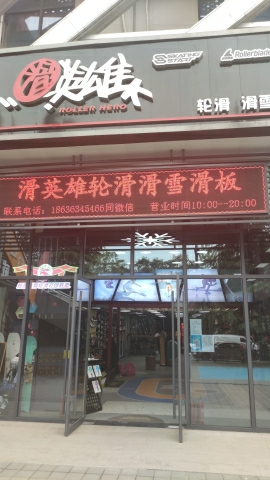 滑英雄
ROLLER HERO
SKATING START
Rollerblade
轮滑 滑雪
滑英雄轮滑滑雪滑板
联系电话:18636345466同微信 营业时间10:00--20:00